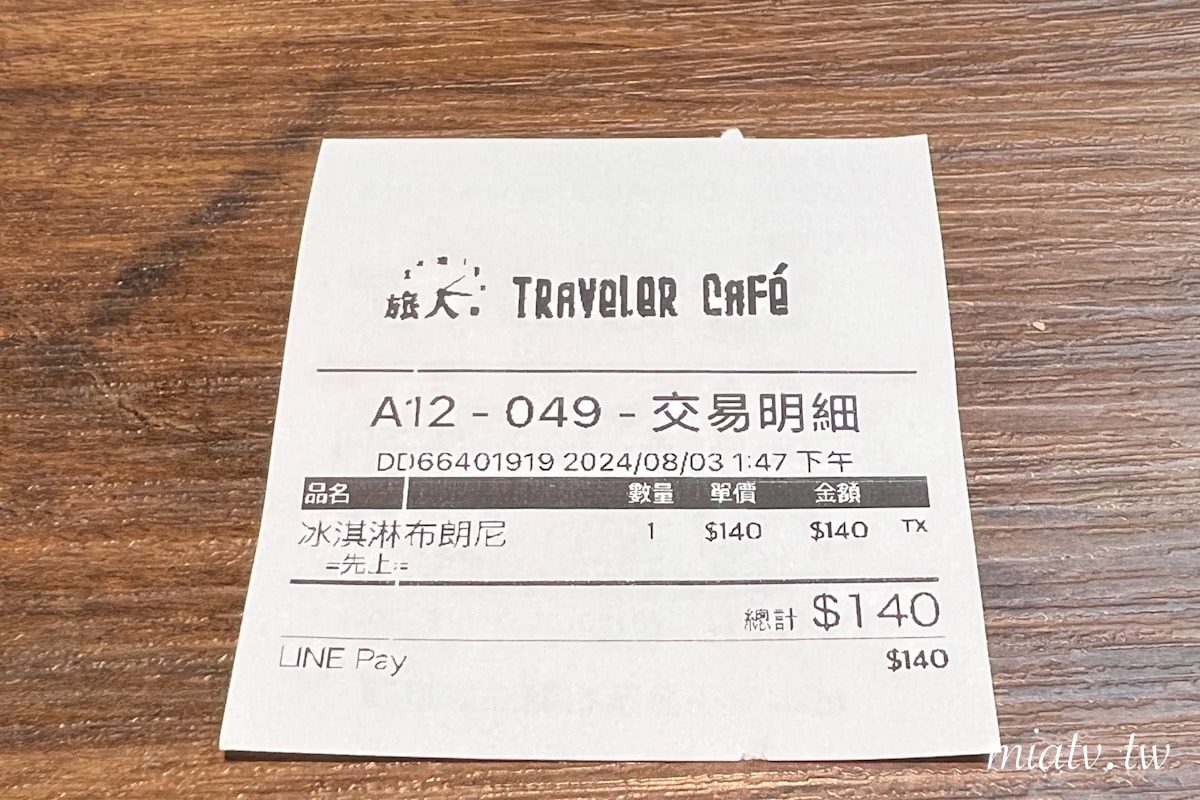 旅人 TRAVELER CAFÉ
A12 - 049 - 交易明細
DD66401919 2024/08/03 1:47 下午
品名 數量 單價 金額
冰淇淋布朗尼 1 $140 $140 TX
=先上=
總計 $140
LINE Pay $140
miatv.tw